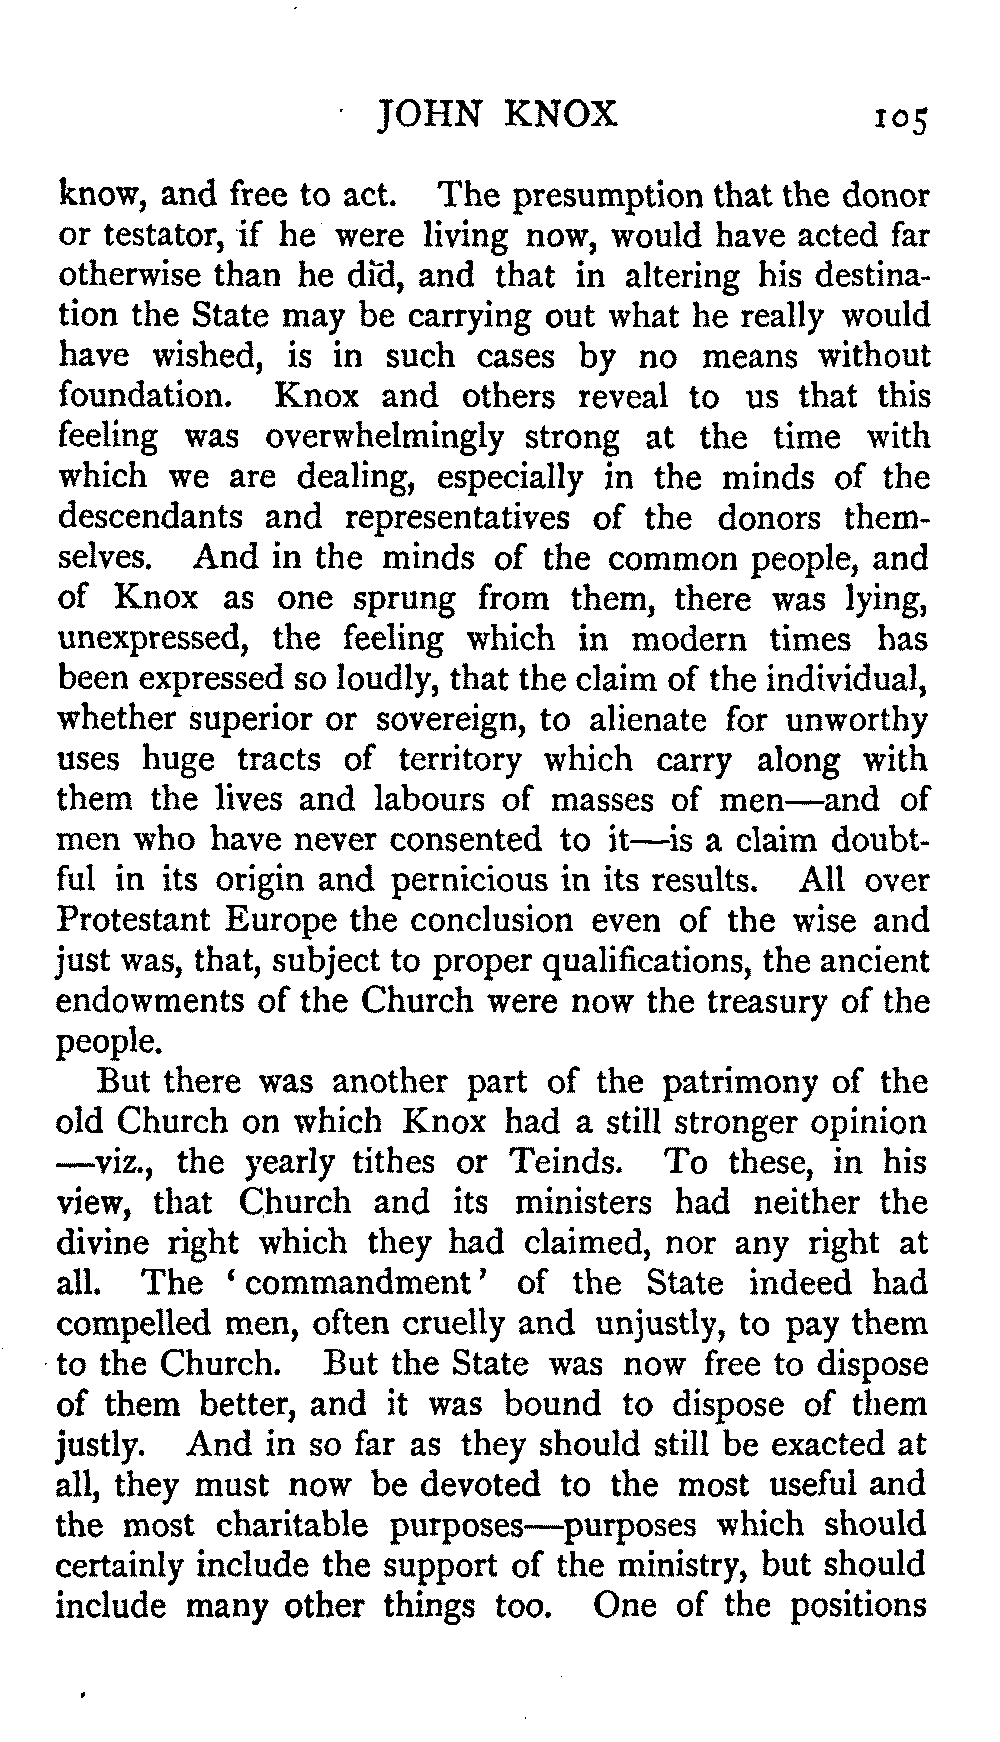 JOHN KNOX 105
know, and free to act. The presumption that the donor
or testator, if he were living now, would have acted far
otherwise than he did, and that in altering his destina-
tion the State may be carrying out what he really would
have wished, is in such cases by no means without
foundation. Knox and others reveal to us that this
feeling was overwhelmingly strong at the time with
which we are dealing, especially in the minds of the
descendants and representatives of the donors them-
selves. And in the minds of the common people, and
of Knox as one sprung from them, there was lying,
unexpressed, the feeling which in modern times has
been expressed so loudly, that the claim of the individual,
whether superior or sovereign, to alienate for unworthy
uses huge tracts of territory which carry along with
them the lives and labours of masses of men—and of
men who have never consented to it—is a claim doubt-
ful in its origin and pernicious in its results. All over
Protestant Europe the conclusion even of the wise and
just was, that, subject to proper qualifications, the ancient
endowments of the Church were now the treasury of the
people.
But there was another part of the patrimony of the
old Church on which Knox had a still stronger opinion
—viz., the yearly tithes or Teinds. To these, in his
view, that Church and its ministers had neither the
divine right which they had claimed, nor any right at
all. The ‘commandment’ of the State indeed had
compelled men, often cruelly and unjustly, to pay them
to the Church. But the State was now free to dispose
of them better, and it was bound to dispose of them
justly. And in so far as they should still be exacted at
all, they must now be devoted to the most useful and
the most charitable purposes—purposes which should
certainly include the support of the ministry, but should
include many other things too. One of the positions